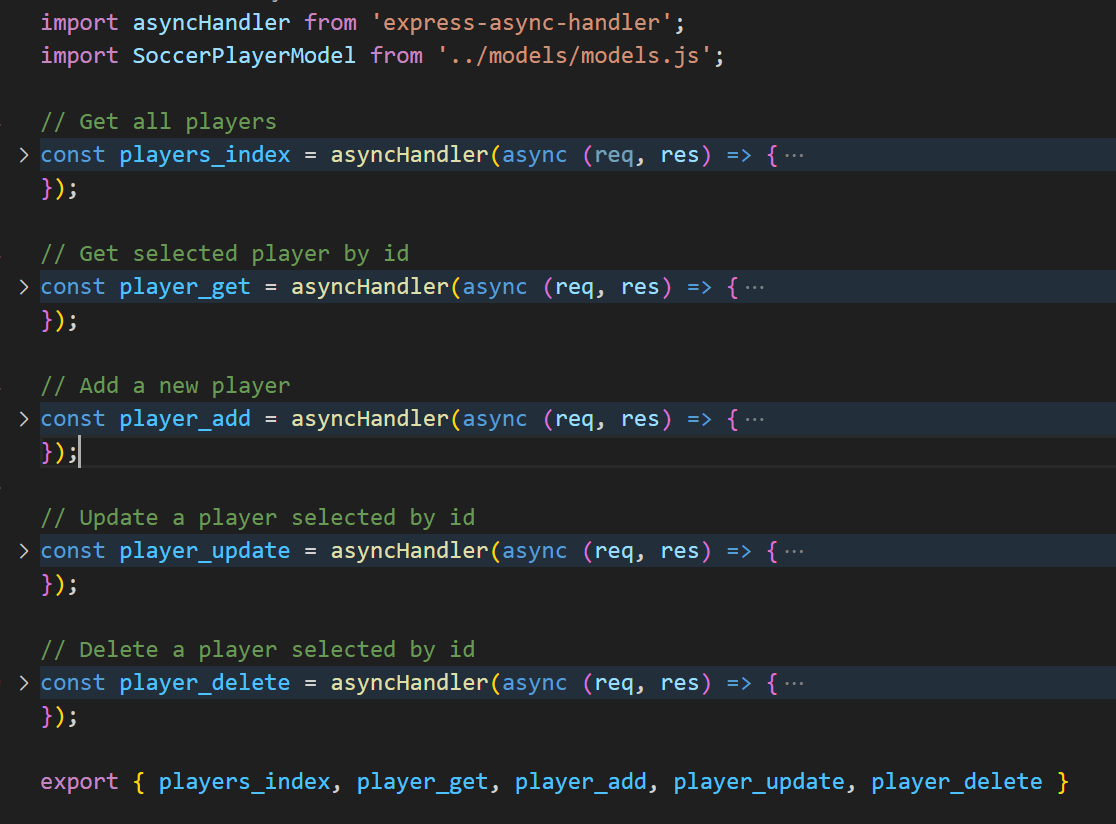 import asyncHandler from 'express-async-handler';
import SoccerPlayerModel from '../models/models.js';
// Get all players
const players_index = asyncHandler(async (req, res) => { ···
});
// Get selected player by id
const player_get = asyncHandler(async (req, res) => { ···
});
// Add a new player
const player_add = asyncHandler(async (req, res) => { ···
});
// Update a player selected by id
const player_update = asyncHandler(async (req, res) => { ···
});
// Delete a player selected by id
const player_delete = asyncHandler(async (req, res) => { ···
});
export { players_index, player_get, player_add, player_update, player_delete }